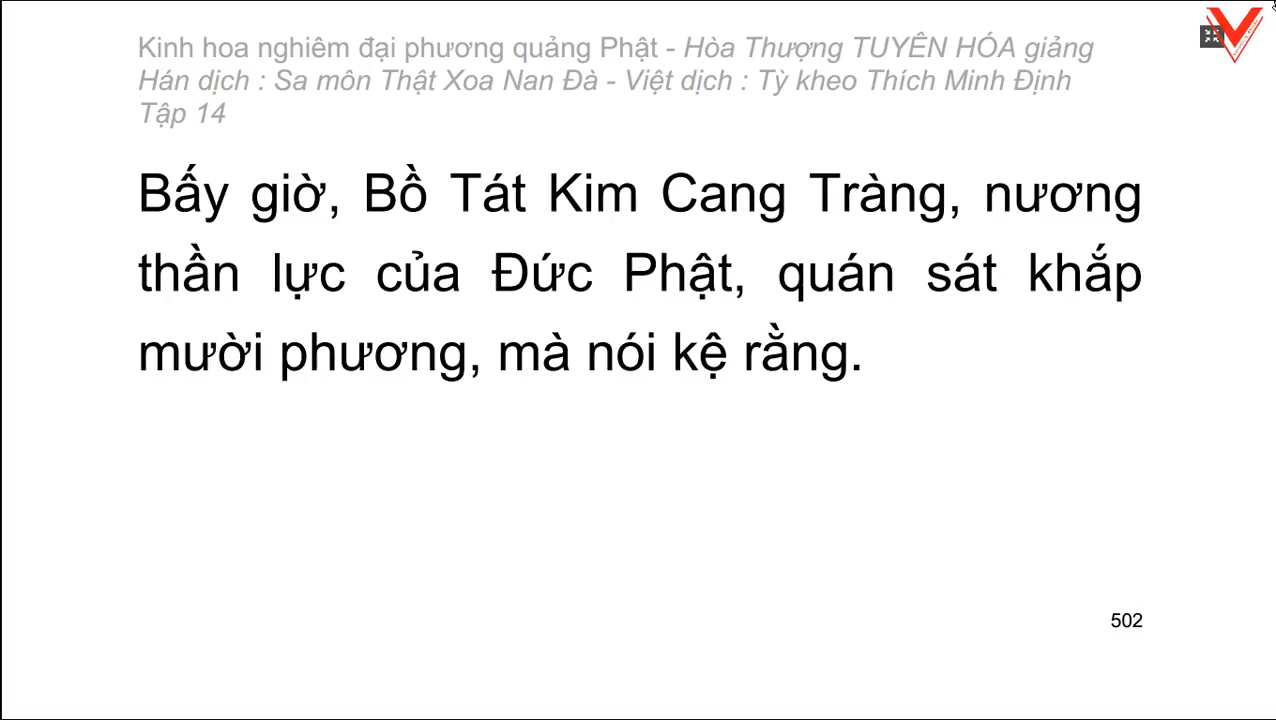 Kinh hoa nghiêm đại phương quảng Phật - Hòa Thượng TUYÊN HÓA giảng
Hán dịch : Sa môn Thật Xoa Nan Đà - Việt dịch : Tỳ kheo Thích Minh Định
Tập 14
Bấy giờ, Bồ Tát Kim Cang Tràng, nương
thần lực của Đức Phật, quán sát khắp
mười phương, mà nói kệ rằng.
502